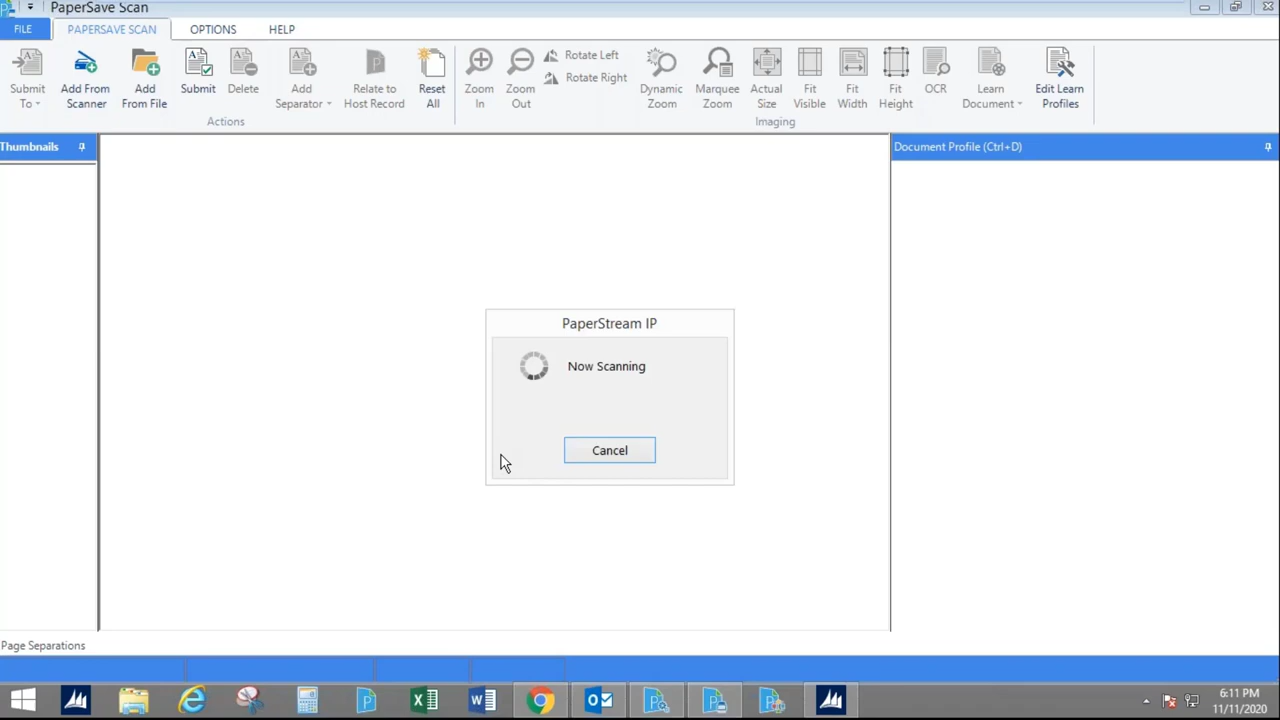 PaperSave Scan
FILE
PAPERSAVE SCAN
OPTIONS
HELP
Submit To
Add From Scanner
Add From File
Submit
Delete
Add Separator
Relate to Host Record
Reset All
Zoom In
Zoom Out
Rotate Left
Rotate Right
Dynamic Zoom
Marquee Zoom
Actual Size
Fit Visible
Fit Width
Fit Height
OCR
Learn Document
Edit Learn Profiles
Actions
Imaging
Thumbnails
Document Profile (Ctrl+D)
PaperStream IP
Now Scanning
Cancel
Page Separations
6:11 PM
11/11/2020